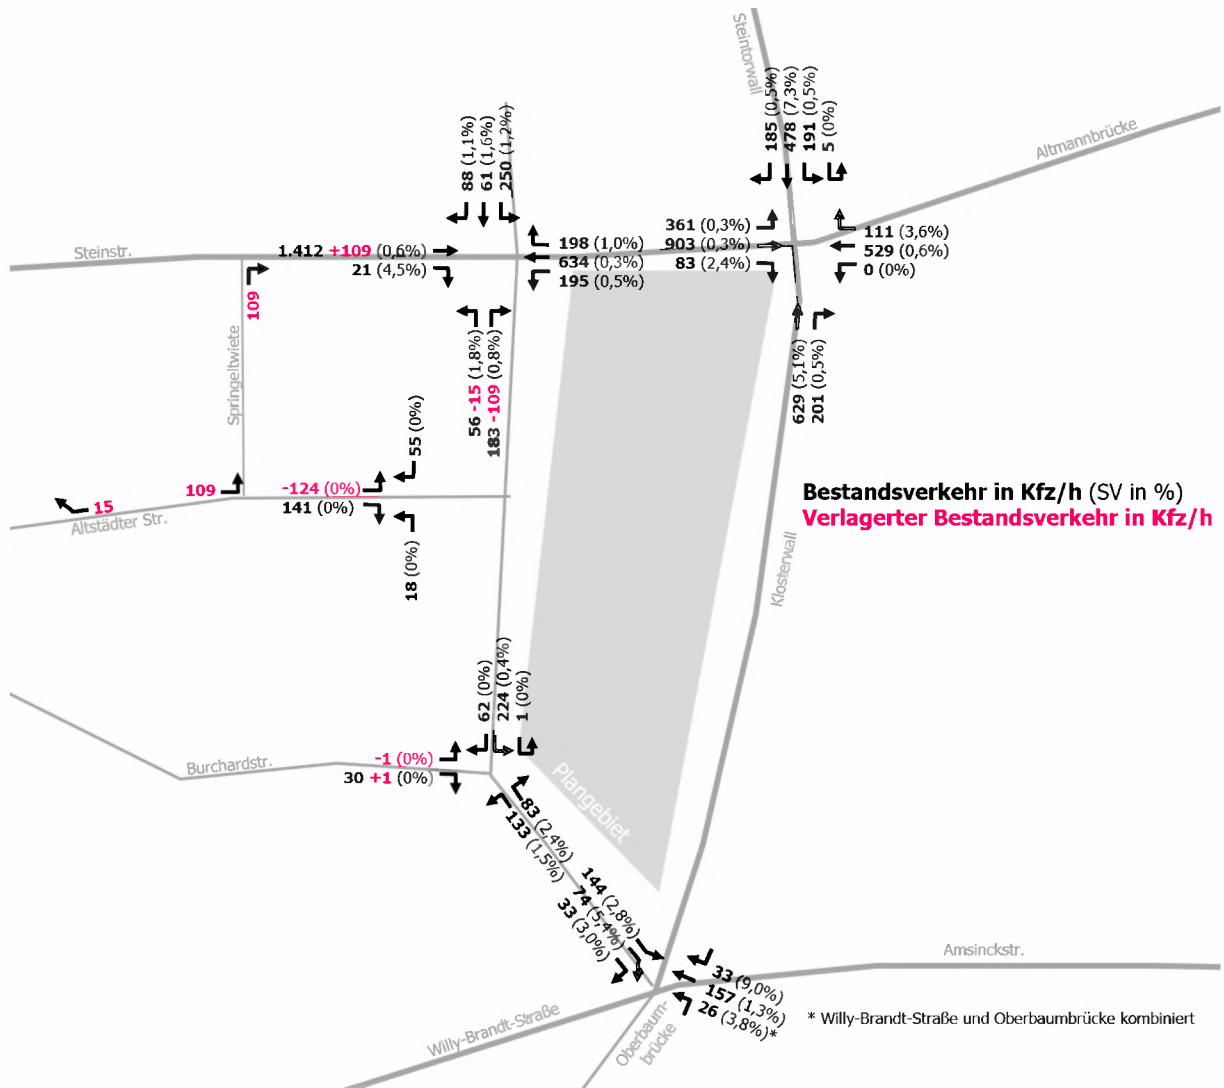 Steintorwall
185 (0,5%)
478 (7,3%)
191 (0,5%)
5 (0%)
Altmannbrücke
88 (1,1%)
61 (1,6%)
250 (1,2%)
361 (0,3%)
903 (0,3%)
83 (2,4%)
111 (3,6%)
529 (0,6%)
0 (0%)
Steinstr.
1.412 +109 (0,6%)
21 (4,5%)
198 (1,0%)
634 (0,3%)
195 (0,5%)
109
Springeltwiete
56 -15 (1,8%)
183 -109 (0,8%)
629 (5,1%)
201 (0,5%)
55 (0%)
109
-124 (0%)
141 (0%)
15
Altstädter Str.
18 (0%)
Bestandsverkehr in Kfz/h (SV in %)
Verlagerter Bestandsverkehr in Kfz/h
Klosterwall
62 (0%)
224 (0,4%)
1 (0%)
Burchardstr.
-1 (0%)
30 +1 (0%)
Plangebiet
83 (2,4%)
133 (1,5%)
144 (2,8%)
74 (5,4%)
33 (3,0%)
Amsinckstr.
33 (9,0%)
157 (1,3%)
26 (3,8%)*
Willy-Brandt-Straße
Oberbaum-
brücke
* Willy-Brandt-Straße und Oberbaumbrücke kombiniert